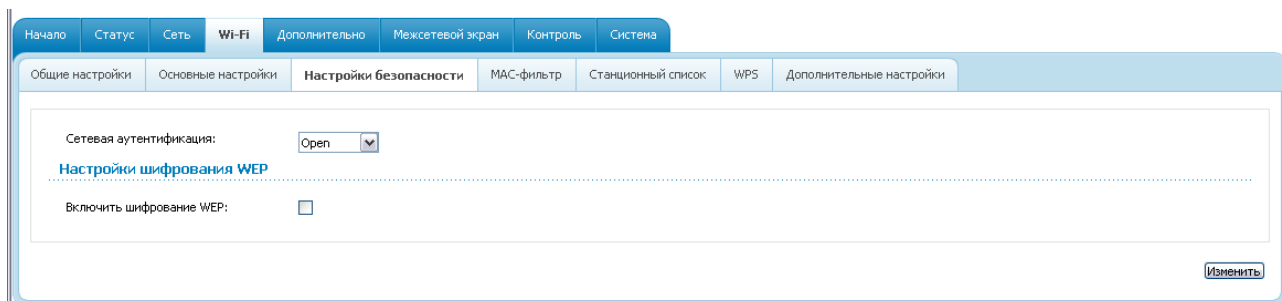 Начало Статус Сеть Wi-Fi Дополнительно Межсетевой экран Контроль Система
Общие настройки Основные настройки Настройки безопасности МАС-фильтр Станционный список WPS Дополнительные настройки
Сетевая аутентификация: Open
Настройки шифрования WEP
Включить шифрование WEP:
Изменить